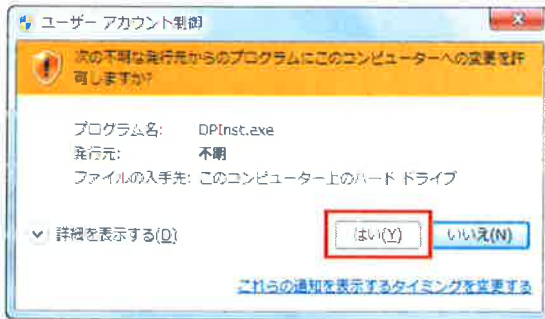 ユーザー アカウント制御
次の不明な発行元からのプログラムにこのコンピューターへの変更を許
可しますか?
プログラム名: DPInst.exe
発行元: 不明
ファイルの入手先: このコンピューター上のハード ドライブ
詳細を表示する(D)
はい(Y)
いいえ(N)
これらの通知を表示するタイミングを変更する